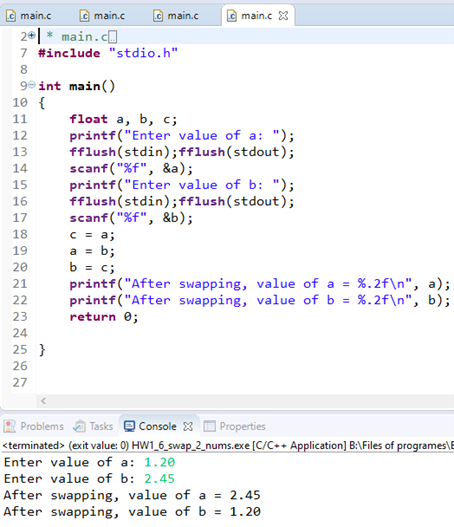 main.c main.c main.c main.c
2 * main.c
7 #include "stdio.h"
8
9 int main()
10 {
11 float a, b, c;
12 printf("Enter value of a: ");
13 fflush(stdin);fflush(stdout);
14 scanf("%f", &a);
15 printf("Enter value of b: ");
16 fflush(stdin);fflush(stdout);
17 scanf("%f", &b);
18 c = a;
19 a = b;
20 b = c;
21 printf("After swapping, value of a = %.2f\n", a);
22 printf("After swapping, value of b = %.2f\n", b);
23 return 0;
24
25 }
26
27
Problems Tasks Console Properties
<terminated> (exit value: 0) HW1_6_swap_2_nums.exe [C/C++ Application] B:\Files of programes\E
Enter value of a: 1.20
Enter value of b: 2.45
After swapping, value of a = 2.45
After swapping, value of b = 1.20